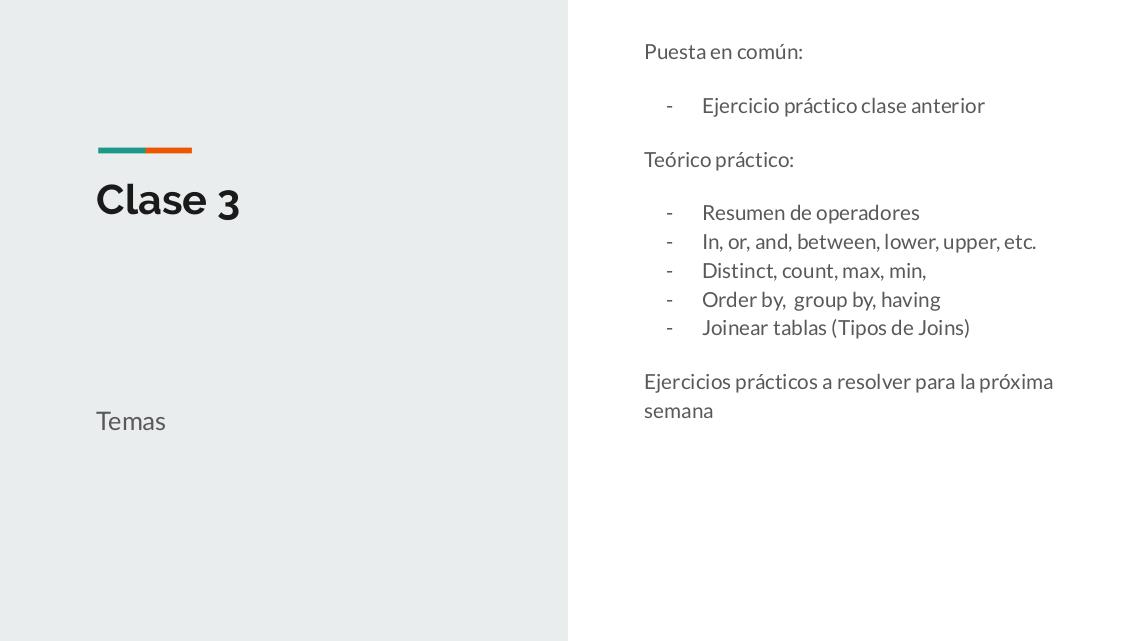 Clase 3
Temas
Puesta en común:
- Ejercicio práctico clase anterior
Teórico práctico:
- Resumen de operadores
- In, or, and, between, lower, upper, etc.
- Distinct, count, max, min,
- Order by,  group by, having
- Joinear tablas (Tipos de Joins)
Ejercicios prácticos a resolver para la próxima
semana